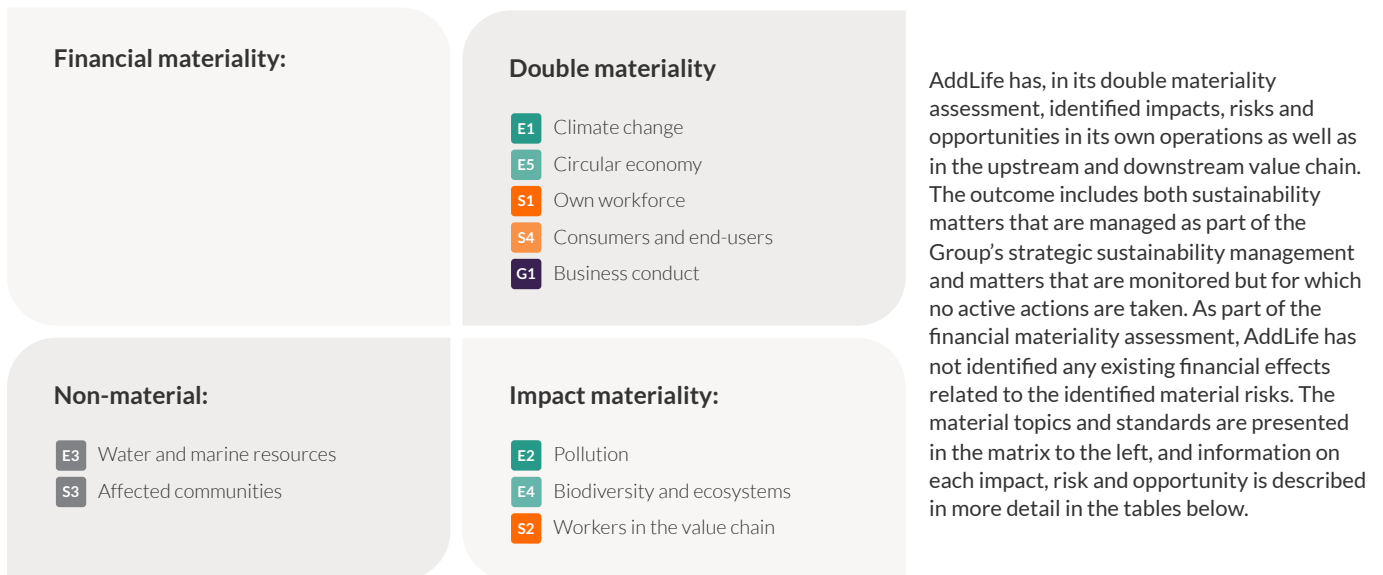 Financial materiality:
Double materiality
E1 Climate change
E5 Circular economy
S1 Own workforce
S4 Consumers and end-users
G1 Business conduct
Non-material:
E3 Water and marine resources
S3 Affected communities
Impact materiality:
E2 Pollution
E4 Biodiversity and ecosystems
S2 Workers in the value chain
AddLife has, in its double materiality
assessment, identified impacts, risks and
opportunities in its own operations as well as
in the upstream and downstream value chain.
The outcome includes both sustainability
matters that are managed as part of the
Group’s strategic sustainability management
and matters that are monitored but for which
no active actions are taken. As part of the
financial materiality assessment, AddLife has
not identified any existing financial effects
related to the identified material risks. The
material topics and standards are presented
in the matrix to the left, and information on
each impact, risk and opportunity is described
in more detail in the tables below.